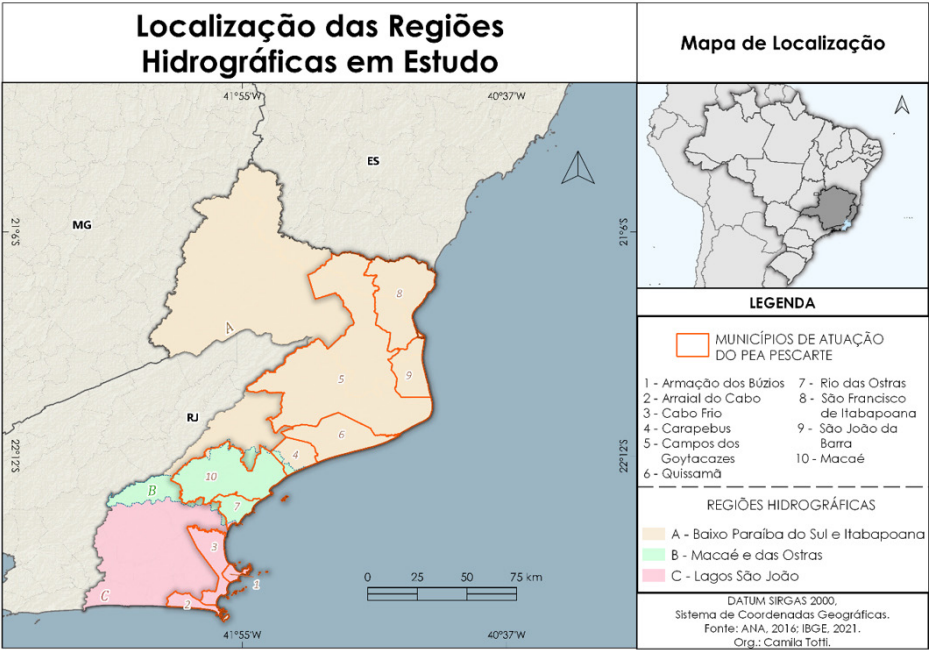 Localização das Regiões
Hidrográficas em Estudo
Mapa de Localização
41°55'W
40°37'W
ES
MG
21°6'S
21°6'S
A
8
9
5
RJ
6
4
22°12'S
22°12'S
10
B
7
3
1
C
2
0 25 50 75 km
41°55'W
40°37'W
LEGENDA
MUNICÍPIOS DE ATUAÇÃO
DO PEA PESCARTE
1 - Armação dos Búzios
2 - Arraial do Cabo
3 - Cabo Frio
4 - Carapebus
5 - Campos dos
Goytacazes
6 - Quissamã
7 - Rio das Ostras
8 - São Francisco
de Itabapoana
9 - São João da
Barra
10 - Macaé
REGIÕES HIDROGRÁFICAS
A - Baixo Paraíba do Sul e Itabapoana
B - Macaé e das Ostras
C - Lagos São João
DATUM SIRGAS 2000,
Sistema de Coordenadas Geográficas.
Fonte: ANA, 2016; IBGE, 2021.
Org.: Camila Totti.